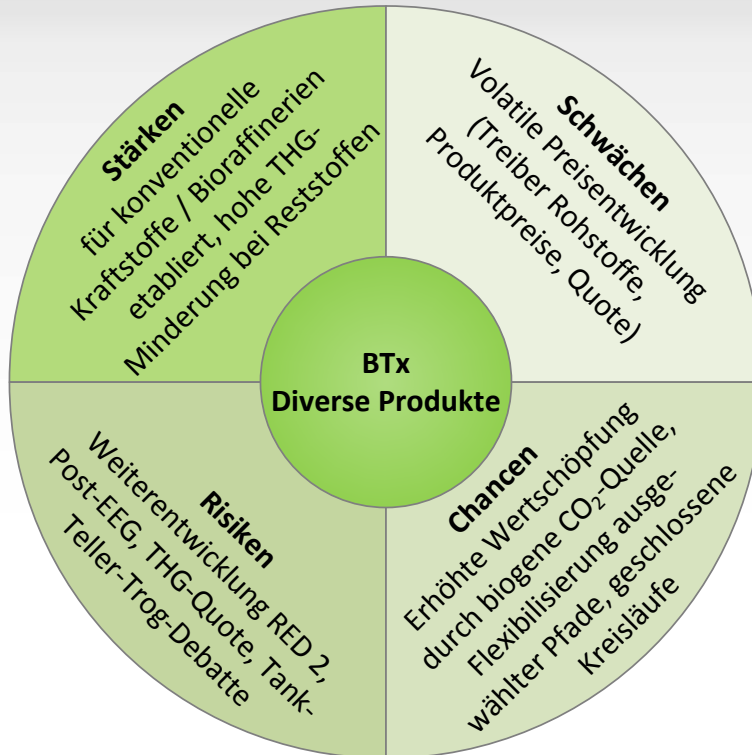 Stärken
für konventionelle
Kraftstoffe / Bioraffinerien
etabliert, hohe THG-
Minderung bei Reststoffen
Schwächen
Volatile Preisentwicklung
(Treiber Rohstoffe,
Produktpreise, Quote)
BTx
Diverse Produkte
Risiken
Weiterentwicklung RED 2,
Post-EEG, THG-Quote, Tank-
Teller-Trog-Debatte
Chancen
Erhöhte Wertschöpfung
durch biogene CO₂-Quelle,
Flexibilisierung ausge-
wählter Pfade, geschlossene
Kreisläufe